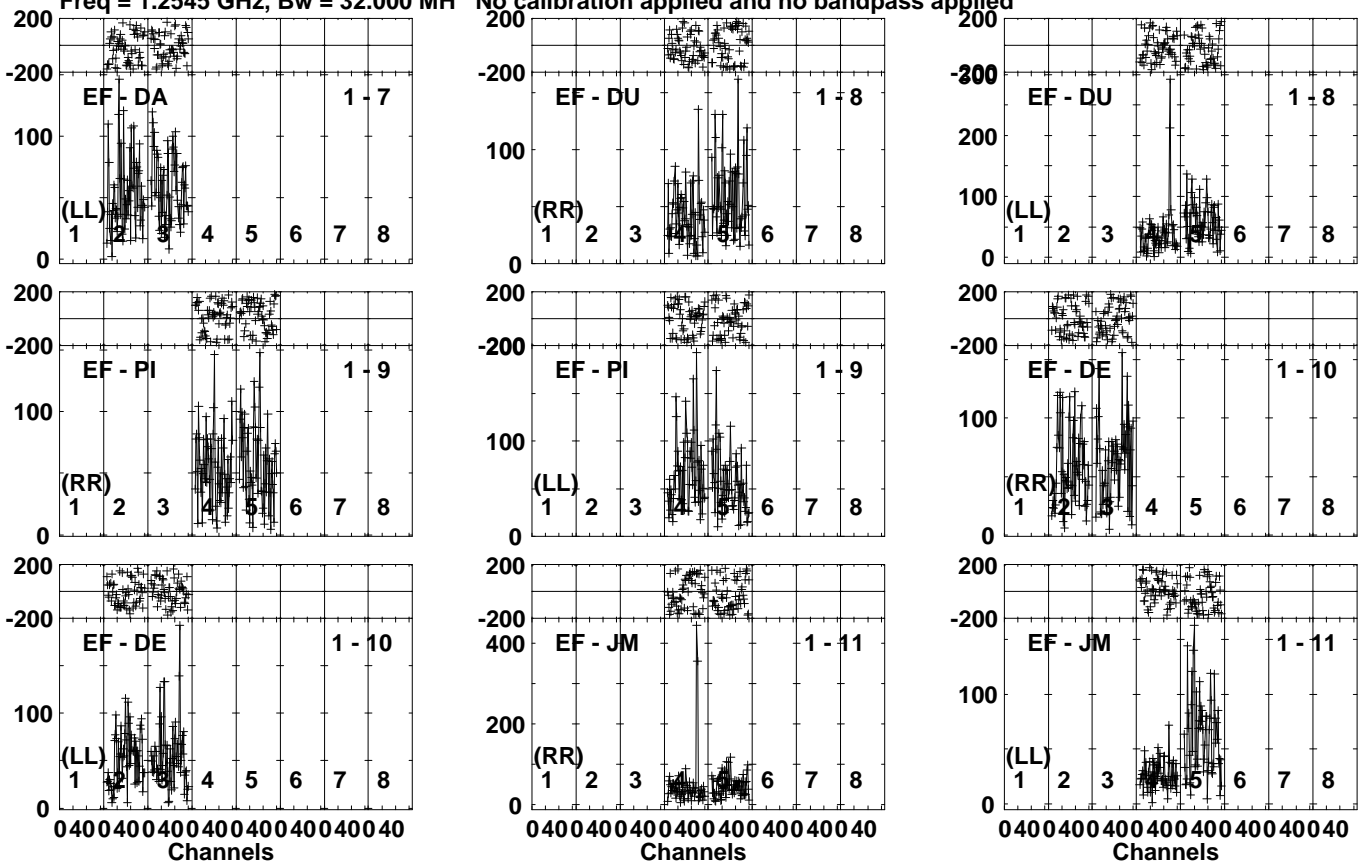 Freq = 1.2545 GHz, Bw = 32.000 MH No calibration applied and no bandpass applied
200 200 200
-200 -200 -200
300
EF - DA 1 - 7 EF - DU 1 - 8 EF - DU 1 - 8
200
100 100
100
(LL) (RR) (LL)
1 2 3 4 5 6 7 8 1 2 3 4 5 6 7 8 1 2 3 4 5 6 7 8
0 0 0
200 200 200
-200 -200 -200
EF - PI 1 - 9 EF - PI 1 - 9 EF - DE 1 - 10
100 100 100
(RR) (LL) (RR)
1 2 3 4 5 6 7 8 1 2 3 4 5 6 7 8 1 2 3 4 5 6 7 8
0 0 0
200 200 200
-200 -200 -200
EF - DE 1 - 10 EF - JM 1 - 11 EF - JM 1 - 11
400
100 200 100
(LL) (RR) (LL)
1 2 3 4 5 6 7 8 1 2 3 4 5 6 7 8 1 2 3 4 5 6 7 8
0 0 0
0 40 0 40 0 40 0 40 0 40 0 40 0 40 0 40 0 40 0 40 0 40 0 40 0 40 0 40 0 40 0 40 0 40 0 40 0 40 0 40 0 40 0 40 0 40 0 40
Channels Channels Channels